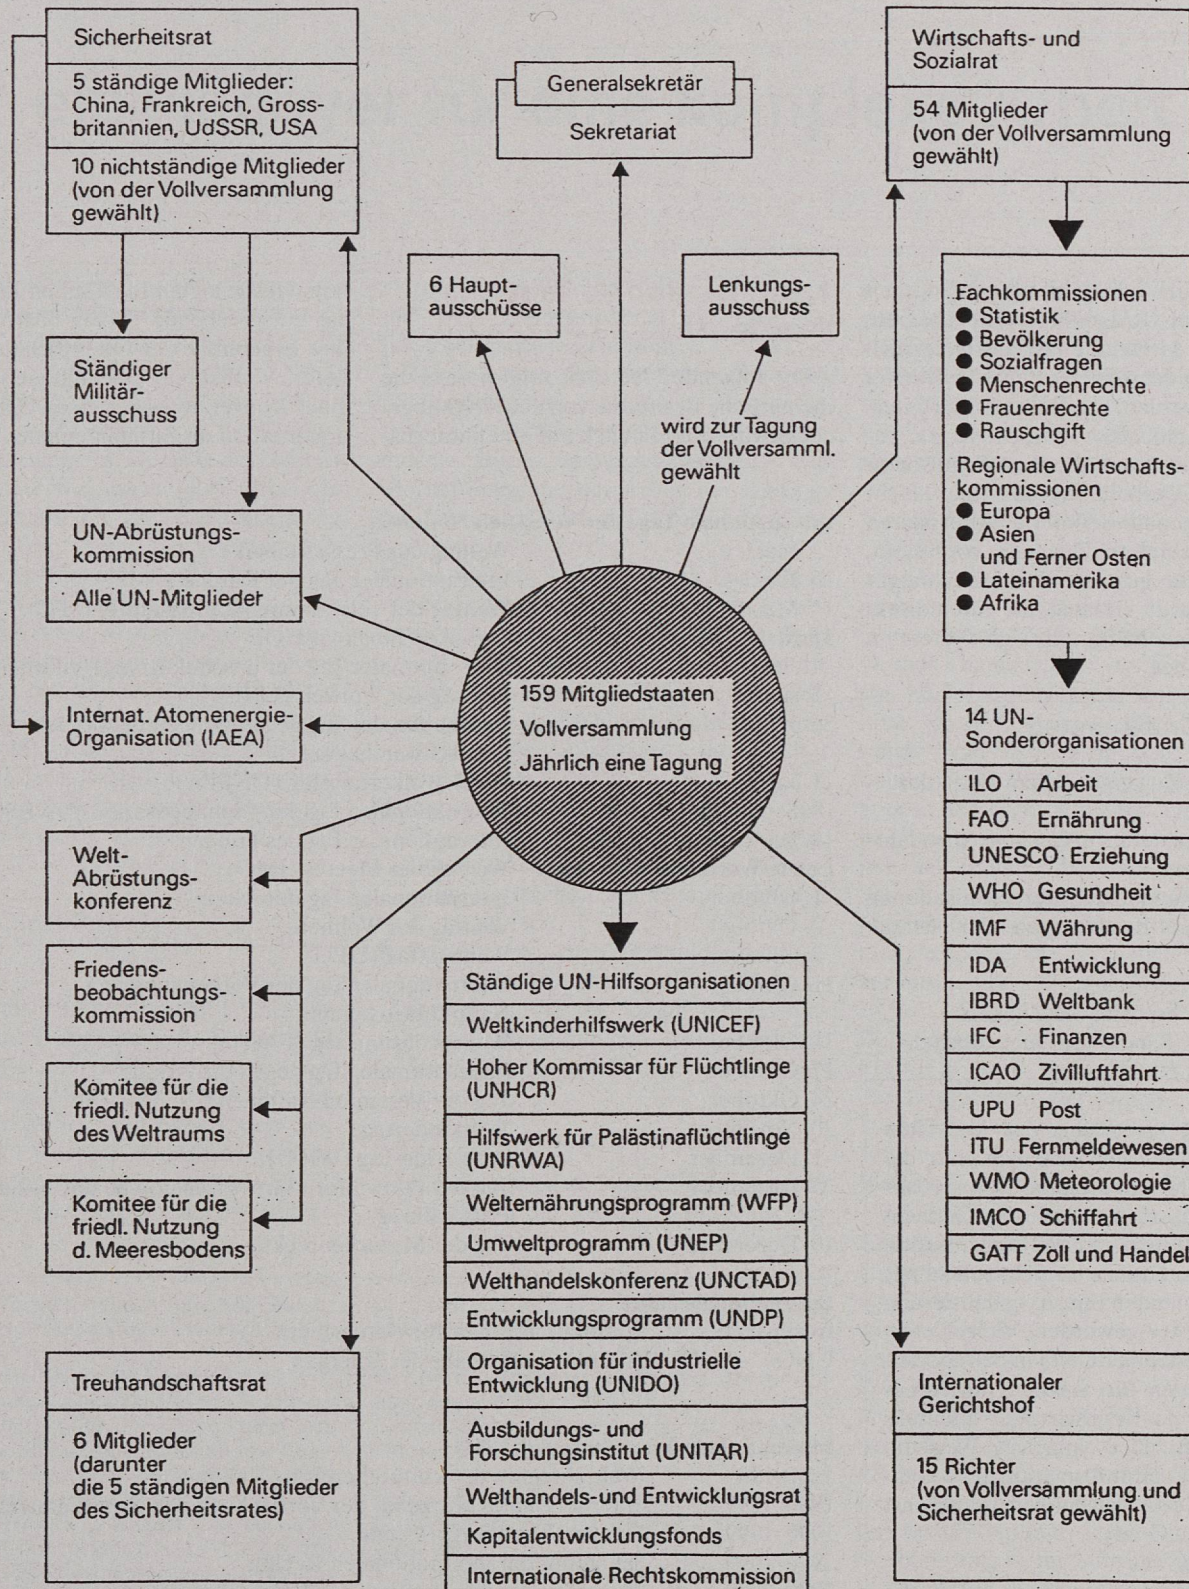 Sicherheitsrat
5 ständige Mitglieder:
China, Frankreich, Gross-
britannien, UdSSR, USA
10 nichtständige Mitglieder
(von der Vollversammlung
gewählt)
Generalsekretär
Sekretariat
Wirtschafts- und
Sozialrat
54 Mitglieder
(von der Vollversammlung
gewählt)
6 Haupt-
ausschüsse
Lenkungs-
ausschuss
wird zur Tagung
der Vollversamml.
gewählt
Ständiger
Militär-
ausschuss
UN-Abrüstungs-
kommission
Alle UN-Mitglieder
Internat. Atomenergie-
Organisation (IAEA)
159 Mitgliedstaaten
Vollversammlung
Jährlich eine Tagung
Fachkommissionen
● Statistik
● Bevölkerung
● Sozialfragen
● Menschenrechte
● Frauenrechte
● Rauschgift
Regionale Wirtschafts-
kommissionen
● Europa
● Asien
und Ferner Osten
● Lateinamerika
● Afrika
14 UN-
Sonderorganisationen
ILO Arbeit
FAO Ernährung
UNESCO Erziehung
WHO Gesundheit
IMF Währung
IDA Entwicklung
IBRD Weltbank
IFC Finanzen
ICAO Zivilluftfahrt
UPU Post
ITU Fernmeldewesen
WMO Meteorologie
IMCO Schiffahrt
GATT Zoll und Handel
Welt-
Abrüstungs-
konferenz
Friedens-
beobachtungs-
kommission
Komitee für die
friedl. Nutzung
des Weltraums
Komitee für die
friedl. Nutzung
d. Meeresbodens
Ständige UN-Hilfsorganisationen
Weltkinderhilfswerk (UNICEF)
Hoher Kommissar für Flüchtlinge
(UNHCR)
Hilfswerk für Palästinaflüchtlinge
(UNRWA)
Welternährungsprogramm (WFP)
Umweltprogramm (UNEP)
Welthandelskonferenz (UNCTAD)
Entwicklungsprogramm (UNDP)
Organisation für industrielle
Entwicklung (UNIDO)
Ausbildungs- und
Forschungsinstitut (UNITAR)
Welthandels-und Entwicklungsrat
Kapitalentwicklungsfonds
Internationale Rechtskommission
Treuhandschaftsrat
6 Mitglieder
(darunter
die 5 ständigen Mitglieder
des Sicherheitsrates)
Internationaler
Gerichtshof
15 Richter
(von Vollversammlung und
Sicherheitsrat gewählt)